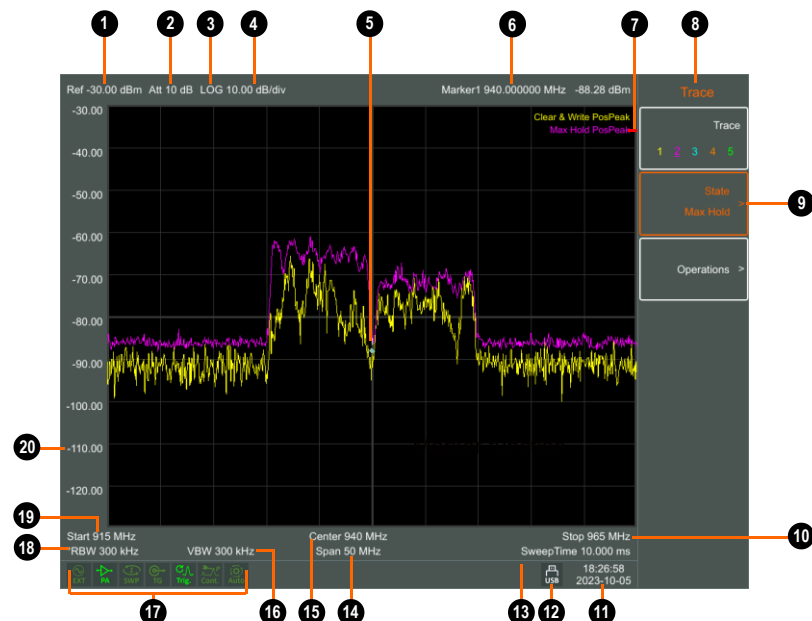 1 2 3 4 5 6 7 8
Ref -30.00 dBm Att 10 dB LOG 10.00 dB/div Marker1 940.000000 MHz -88.28 dBm
Trace
-30.00
Clear & Write PosPeak
Max Hold PosPeak
Trace
1 2 3 4 5
-40.00
-50.00
State
>
Max Hold
9
-60.00
Operations >
-70.00
-80.00
-90.00
-100.00
20
-110.00
-120.00
19
Start 915 MHz Center 940 MHz Stop 965 MHz
10
18
*RBW 300 kHz VBW 300 kHz Span 50 MHz SweepTime 10.000 ms
EXT PA SWP TG Trig. Cont. Auto USB
18:26:58
2023-10-05
17 16 15 14 13 12 11